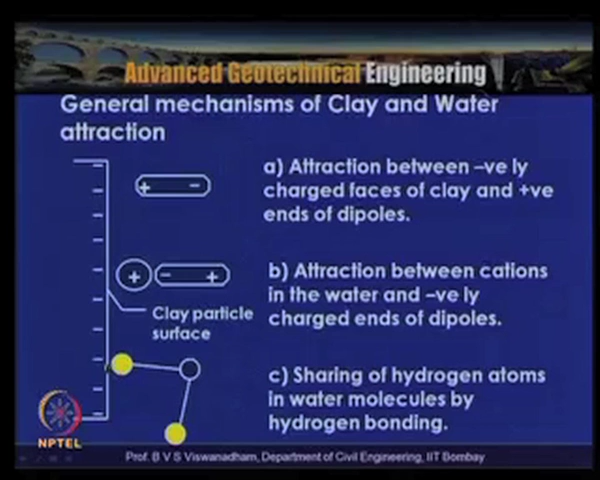 Advanced Geotechnical Engineering
General mechanisms of Clay and Water
attraction
a) Attraction between –ve ly
charged faces of clay and +ve
ends of dipoles.
+ –
b) Attraction between cations
in the water and –ve ly
charged ends of dipoles.
+ – +
Clay particle
surface
c) Sharing of hydrogen atoms
in water molecules by
hydrogen bonding.
NPTEL
Prof. B V S Viswanadham, Department of Civil Engineering, IIT Bombay